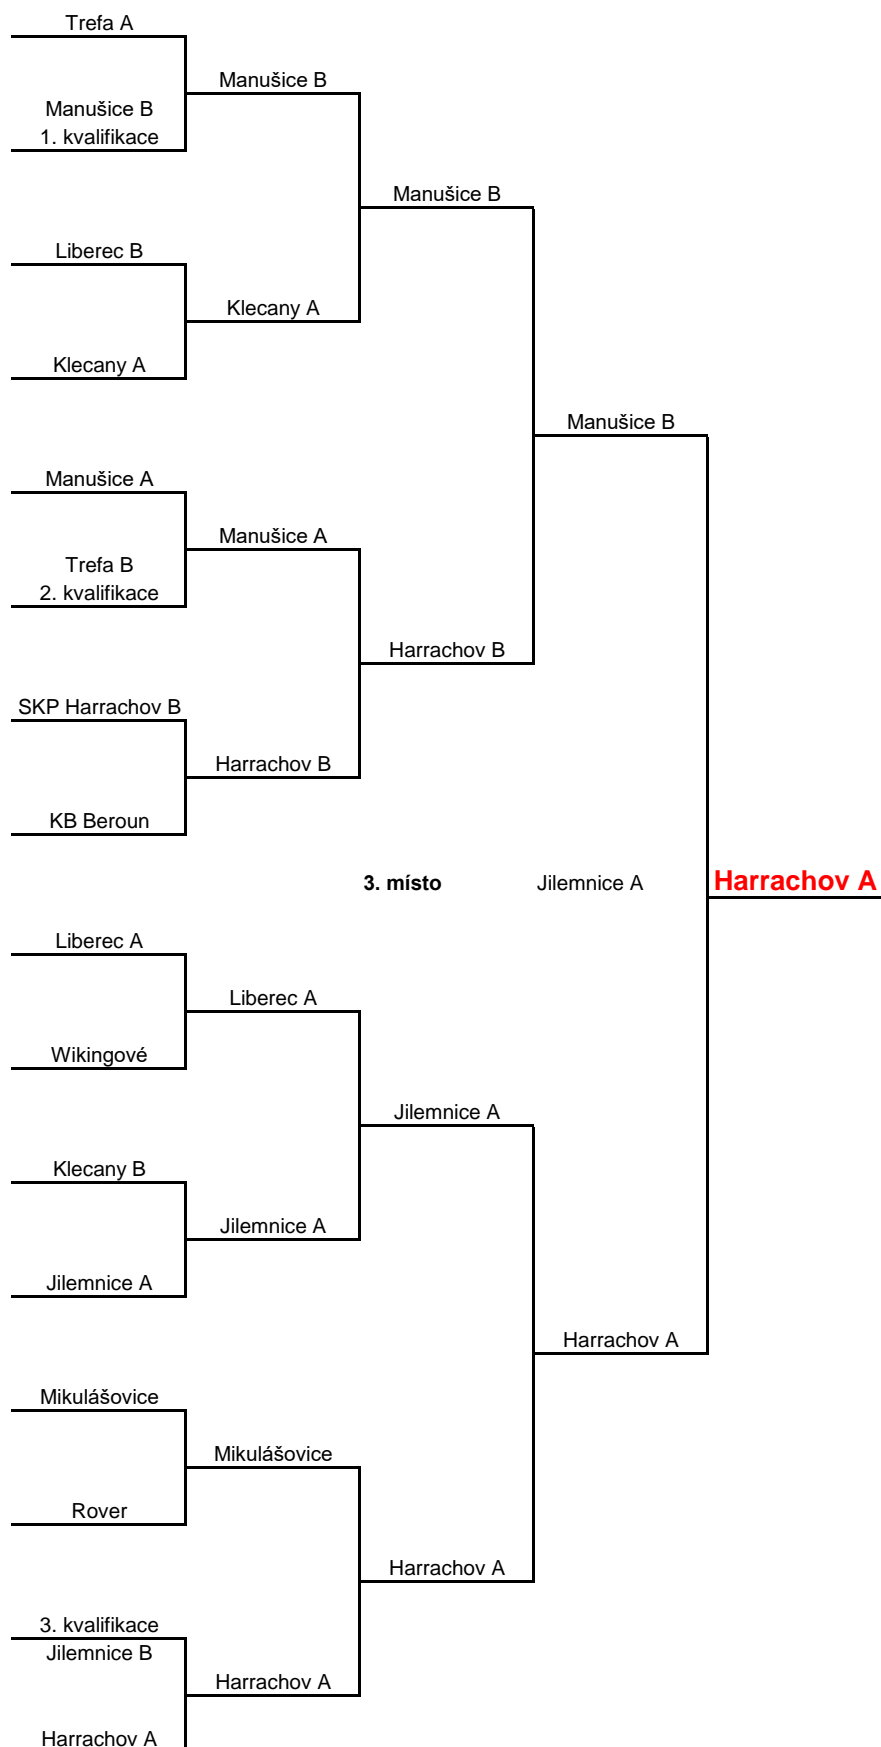 Trefa A
Manušice B
Manušice B
1. kvalifikace
Manušice B
Liberec B
Klecany A
Klecany A
Manušice B
Manušice A
Manušice A
Trefa B
2. kvalifikace
Harrachov B
SKP Harrachov B
Harrachov B
KB Beroun
3. místo Jilemnice A Harrachov A
Liberec A
Liberec A
Wikingové
Jilemnice A
Klecany B
Jilemnice A
Jilemnice A
Harrachov A
Mikulášovice
Mikulášovice
Rover
Harrachov A
3. kvalifikace
Jilemnice B
Harrachov A
Harrachov A